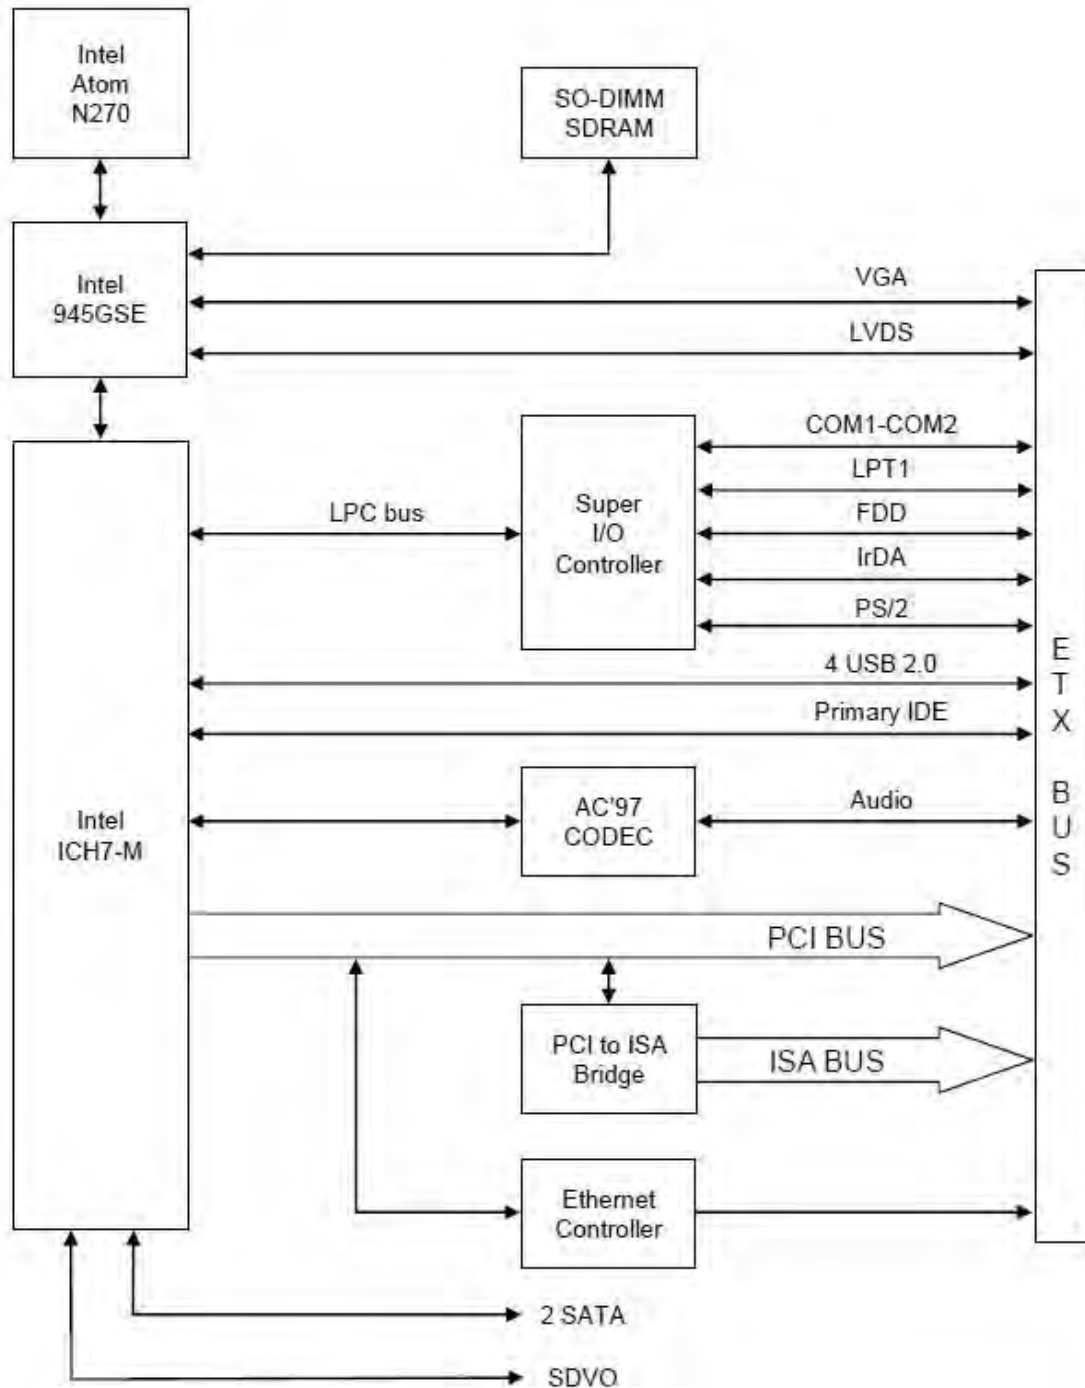 Intel
Atom
N270
SO-DIMM
SDRAM
Intel
945GSE
VGA
LVDS
COM1-COM2
LPT1
FDD
IrDA
PS/2
LPC bus
Super
I/O
Controller
4 USB 2.0
Primary IDE
ETX BUS
Intel
ICH7-M
AC'97
CODEC
Audio
PCI BUS
PCI to ISA
Bridge
ISA BUS
Ethernet
Controller
2 SATA
SDVO